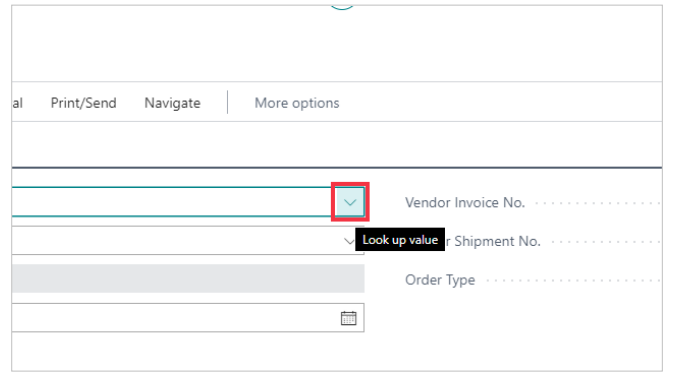 al Print/Send Navigate More options
Vendor Invoice No.
Look up value r Shipment No.
Order Type